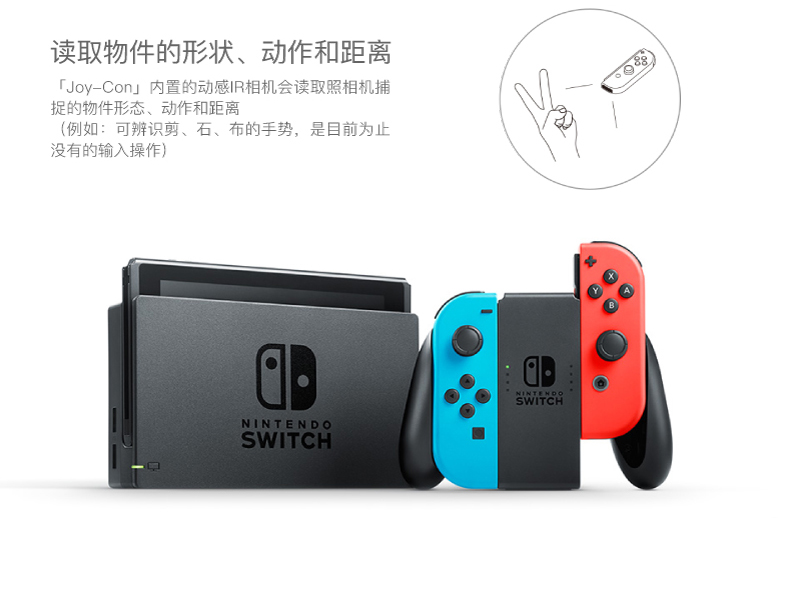 读取物件的形状、动作和距离
「Joy-Con」内置的动感IR相机会读取照相机捕
捉的物件形态、动作和距离
（例如：可辨识剪、石、布的手势，是目前为止
没有的输入操作）
NINTENDO
SWITCH
NINTENDO
SWITCH
X
Y
A
B